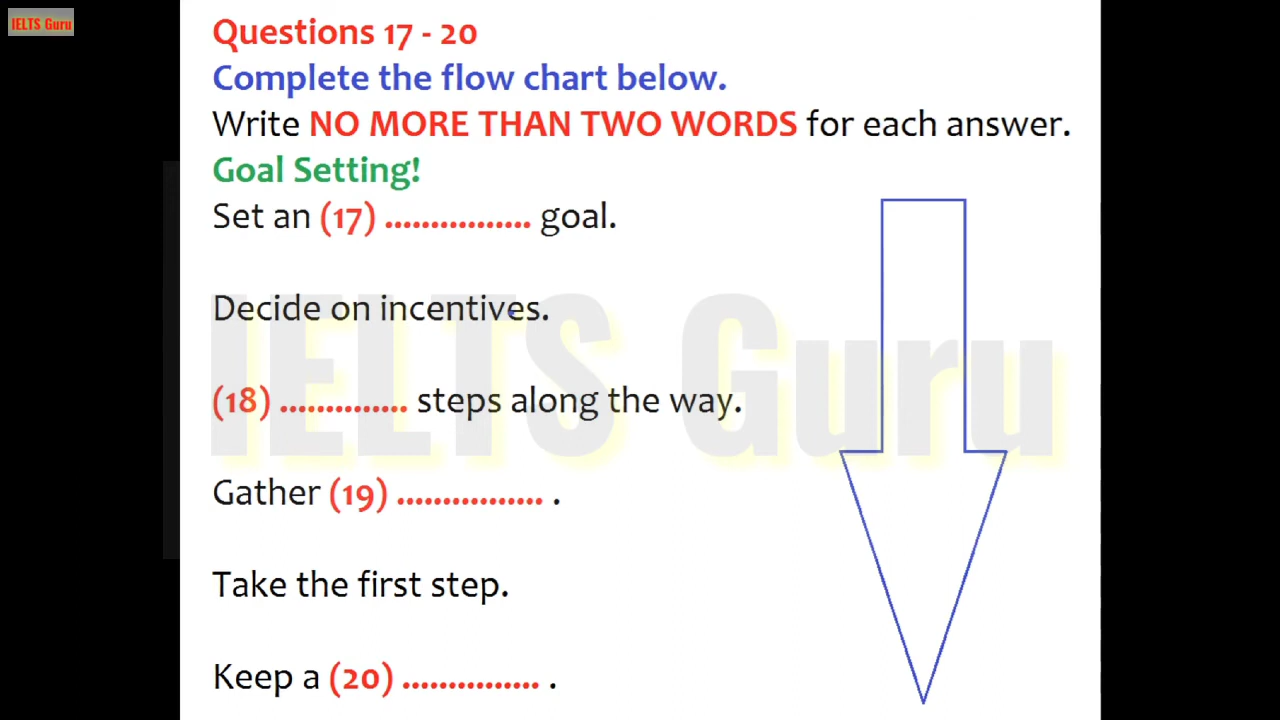 IELTS Guru
Questions 17 - 20
Complete the flow chart below.
Write NO MORE THAN TWO WORDS for each answer.
Goal Setting!
Set an (17) ................ goal.
Decide on incentives.
(18) .............. steps along the way.
IELTS Guru
Gather (19) ................ .
Take the first step.
Keep a (20) ............... .